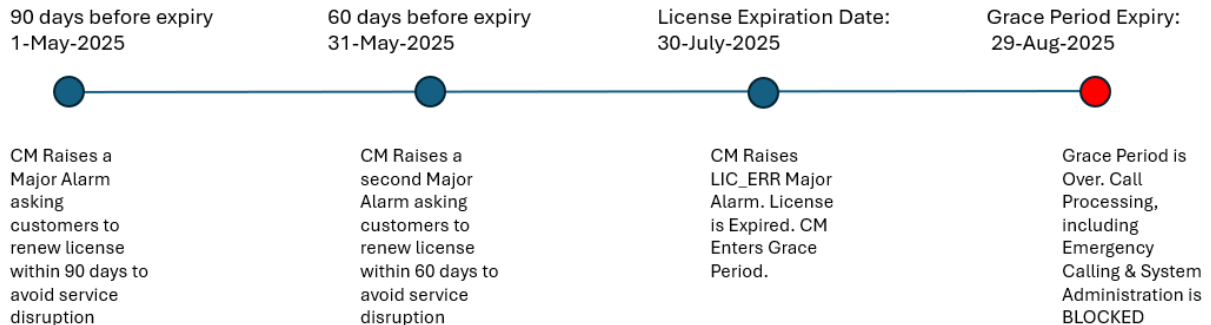 90 days before expiry
1-May-2025
60 days before expiry
31-May-2025
License Expiration Date:
30-July-2025
Grace Period Expiry:
29-Aug-2025
CM Raises a
Major Alarm
asking
customers to
renew license
within 90 days to
avoid service
disruption
CM Raises a
second Major
Alarm asking
customers to
renew license
within 60 days to
avoid service
disruption
CM Raises
LIC_ERR Major
Alarm. License
is Expired. CM
Enters Grace
Period.
Grace Period is
Over. Call
Processing,
including
Emergency
Calling & System
Administration is
BLOCKED